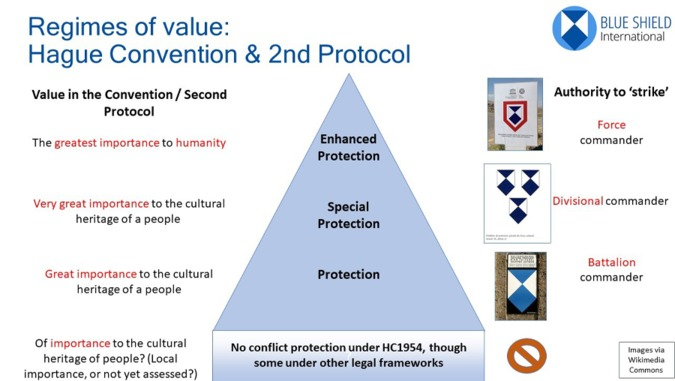 Regimes of value:
Hague Convention & 2nd Protocol
BLUE SHIELD
International
Value in the Convention / Second
Protocol
The greatest importance to humanity
Very great importance to the cultural
heritage of a people
Great importance to the cultural
heritage of a people
Of importance to the cultural
heritage of people? (Local
importance, or not yet assessed?)
Enhanced
Protection
Special
Protection
Protection
No conflict protection under HC1954, though
some under other legal frameworks
Authority to ‘strike’
Force
commander
Divisional commander
Battalion
commander
Images via
Wikimedia
Commons